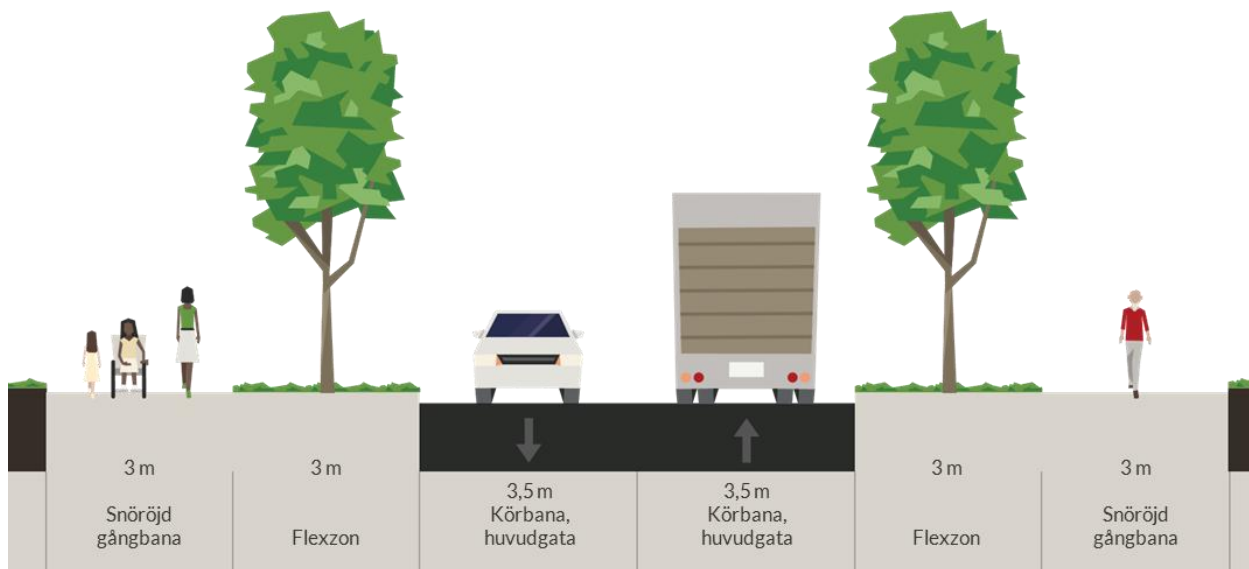 3 m
Snöröjd
gångbana
3 m
Flexzon
3,5 m
Körbana,
huvudgata
3,5 m
Körbana,
huvudgata
3 m
Flexzon
3 m
Snöröjd
gångbana